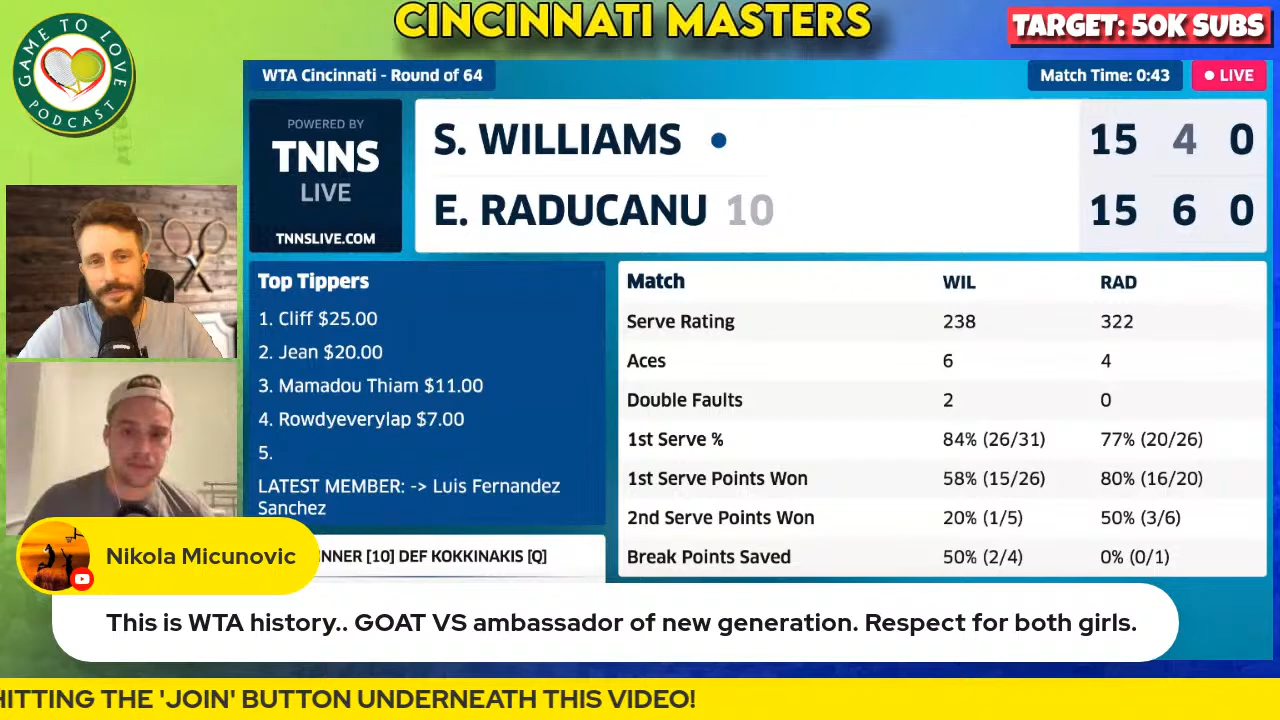 CINCINNATI MASTERS
TARGET: 50K SUBS
GAME TO LOVE
PODCAST
WTA Cincinnati - Round of 64
Match Time: 0:43
LIVE
POWERED BY
TNNS
LIVE
TNNSLIVE.COM
S. WILLIAMS 15 4 0
E. RADUCANU 10 15 6 0
Top Tippers
1. Cliff $25.00
2. Jean $20.00
3. Mamadou Thiam $11.00
4. Rowdyeverylap $7.00
5.
LATEST MEMBER: -> Luis Fernandez
Sanchez
Match WIL RAD
Serve Rating 238 322
Aces 6 4
Double Faults 2 0
1st Serve % 84% (26/31) 77% (20/26)
1st Serve Points Won 58% (15/26) 80% (16/20)
2nd Serve Points Won 20% (1/5) 50% (3/6)
Break Points Saved 50% (2/4) 0% (0/1)
Nikola Micunovic
NNER [10] DEF KOKKINAKIS [Q]
This is WTA history.. GOAT VS ambassador of new generation. Respect for both girls.
HITTING THE 'JOIN' BUTTON UNDERNEATH THIS VIDEO!